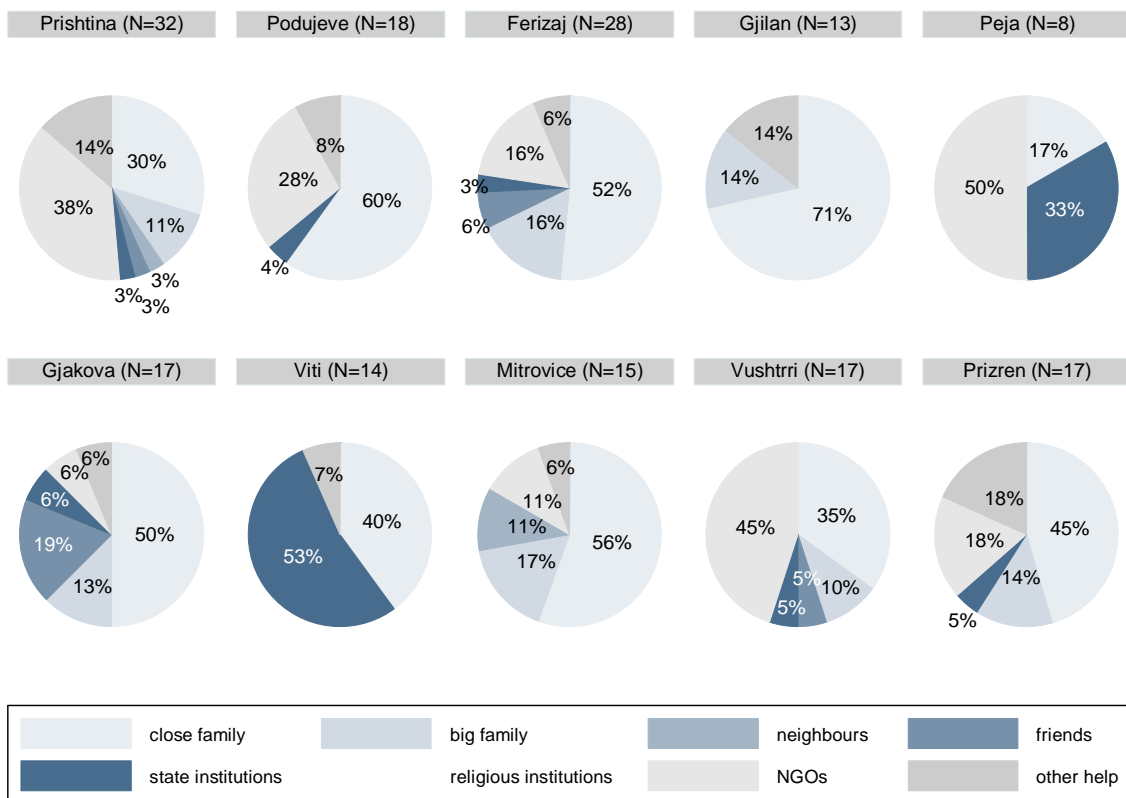 Prishtina (N=32)
Podujeve (N=18)
Ferizaj (N=28)
Gjilan (N=13)
Peja (N=8)
14%
30%
38%
11%
3%
3%
3%
8%
28%
60%
4%
6%
16%
3%
52%
6%
16%
14%
14%
71%
17%
50%
33%
Gjakova (N=17)
Viti (N=14)
Mitrovice (N=15)
Vushtrri (N=17)
Prizren (N=17)
6%
6%
6%
19%
50%
13%
7%
40%
53%
6%
11%
11%
56%
17%
45%
35%
5%
10%
5%
18%
45%
18%
14%
5%
close family
big family
neighbours
friends
state institutions
religious institutions
NGOs
other help